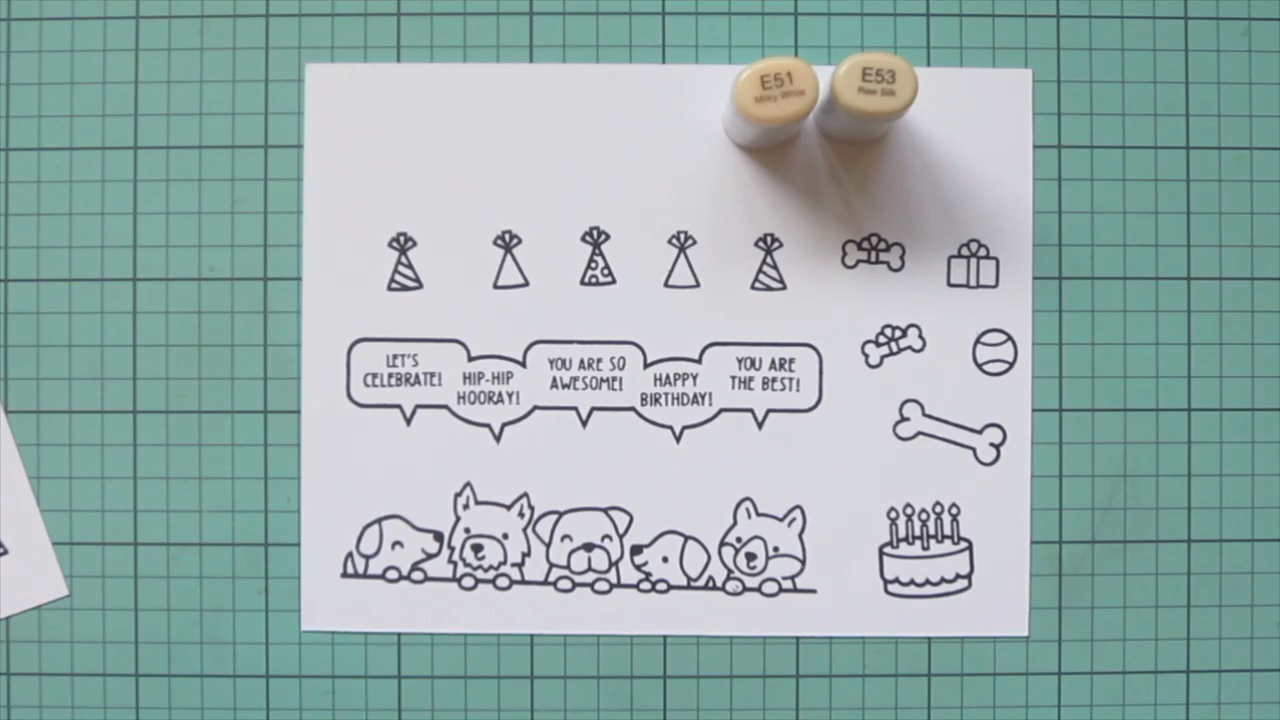 E51
Milky White
E53
Raw Silk
LET'S
CELEBRATE!
HIP-HIP
HOORAY!
YOU ARE SO
AWESOME!
HAPPY
BIRTHDAY!
YOU ARE
THE BEST!